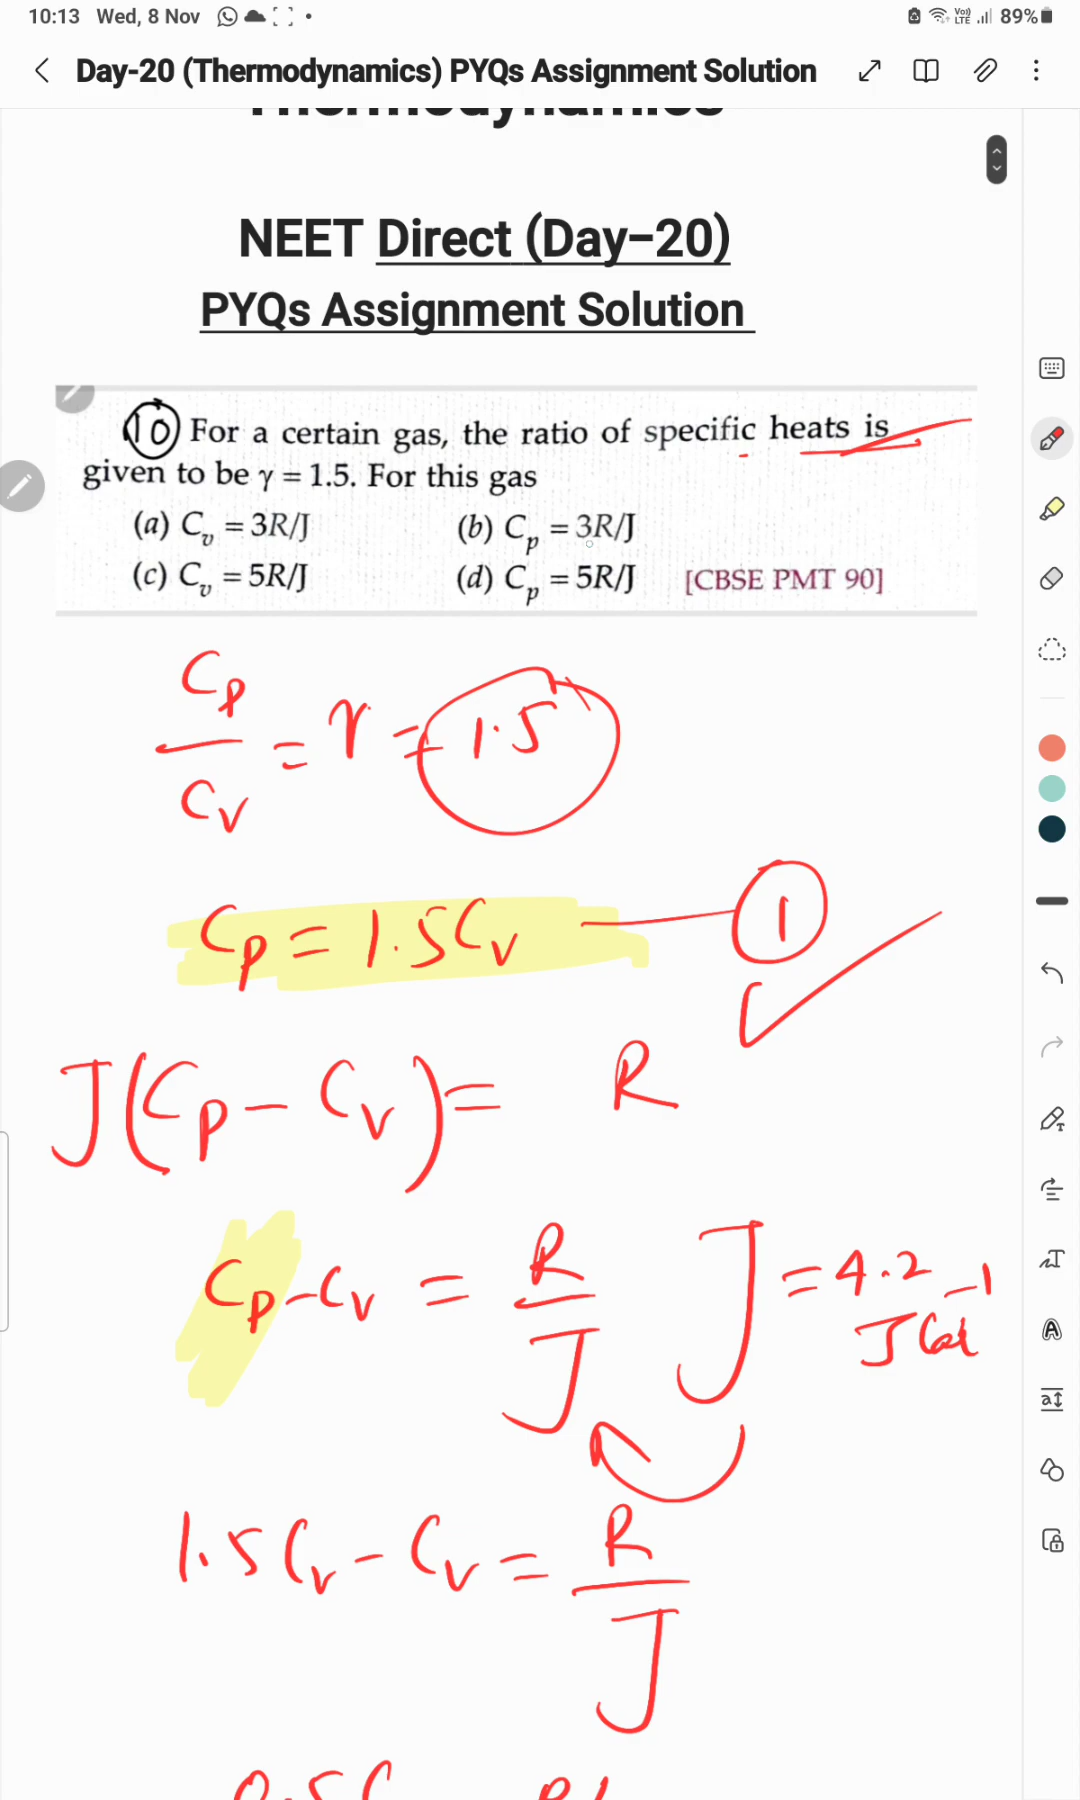 10:13 Wed, 8 Nov
Vo)) LTE 89%
Day-20 (Thermodynamics) PYQs Assignment Solution
Thermodynamics
NEET Direct (Day-20)
PYQs Assignment Solution
10 For a certain gas, the ratio of specific heats is
given to be γ = 1.5. For this gas
(a) Cᵥ = 3R/J (b) Cₚ = 3R/J
(c) Cᵥ = 5R/J (d) Cₚ = 5R/J [CBSE PMT 90]
Cp/Cv = γ = 1.5
Cp = 1.5Cv — 1
J(Cp - Cv) = R
Cp - Cv = R/J J = 4.2 J Cal⁻¹
1.5Cv - Cv = R/J